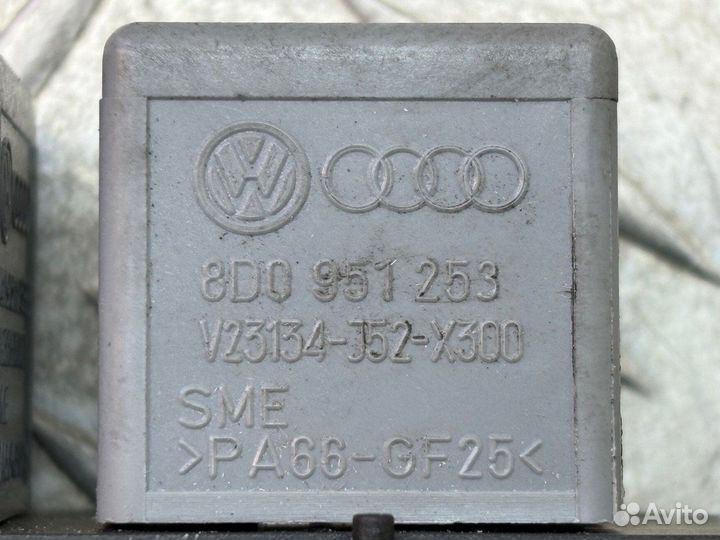 8D0 951 253
V23134-J52-X300
SME
>PA66-GF25<
Avito